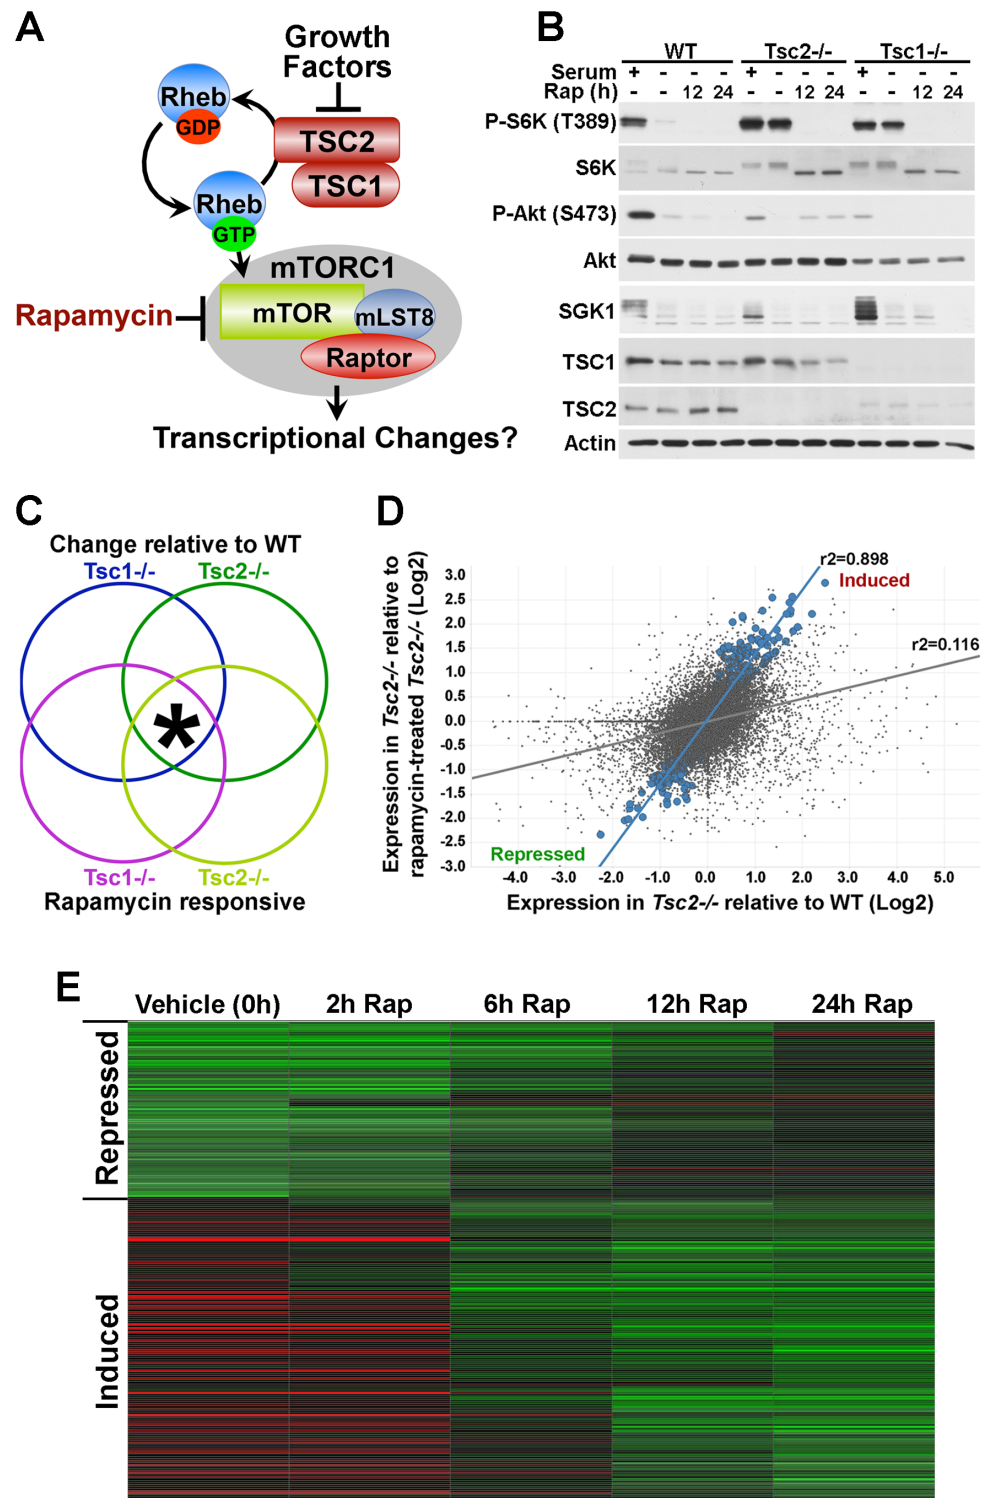 A
Growth
Factors
Rheb
GDP
TSC2
TSC1
Rheb
GTP
mTORC1
Rapamycin
mTOR
mLST8
Raptor
Transcriptional Changes?
B
WT Tsc2-/- Tsc1-/-
Serum + - - - + - - - + - - -
Rap (h) - - 12 24 - - 12 24 - - 12 24
P-S6K (T389)
S6K
P-Akt (S473)
Akt
SGK1
TSC1
TSC2
Actin
C
Change relative to WT
Tsc1-/- Tsc2-/-
*
Tsc1-/- Tsc2-/-
Rapamycin responsive
D
Expression in Tsc2-/- relative to
rapamycin-treated Tsc2-/- (Log2)
3.0
2.5
2.0
1.5
1.0
0.5
0.0
-0.5
-1.0
-1.5
-2.0
-2.5
-3.0
r2=0.898
Induced
r2=0.116
Repressed
-4.0 -3.0 -2.0 -1.0 0.0 1.0 2.0 3.0 4.0 5.0
Expression in Tsc2-/- relative to WT (Log2)
E
Vehicle (0h) 2h Rap 6h Rap 12h Rap 24h Rap
Repressed
Induced